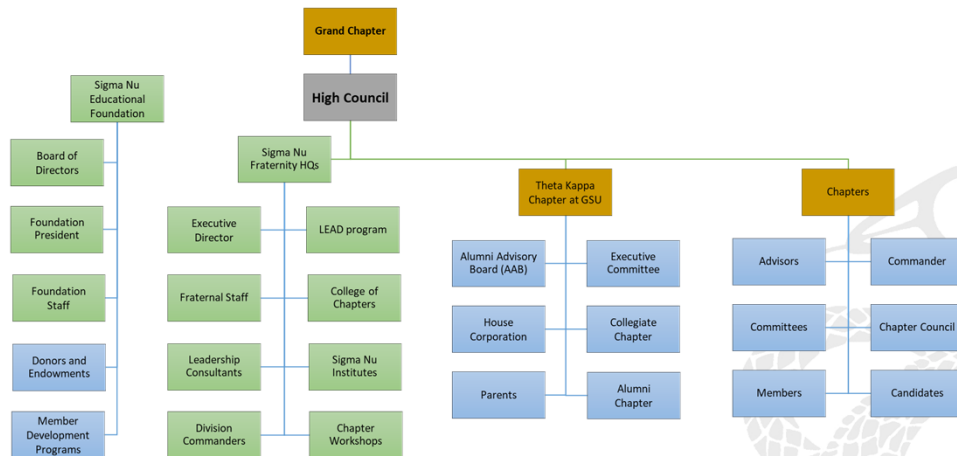 Grand Chapter
High Council
Sigma Nu
Educational
Foundation
Board of
Directors
Foundation
President
Foundation
Staff
Donors and
Endowments
Member
Development
Programs
Sigma Nu
Fraternity HQs
Executive
Director
LEAD program
Fraternal Staff
College of
Chapters
Leadership
Consultants
Sigma Nu
Institutes
Division
Commanders
Chapter
Workshops
Theta Kappa
Chapter at GSU
Alumni Advisory
Board (AAB)
Executive
Committee
House
Corporation
Collegiate
Chapter
Parents
Alumni
Chapter
Chapters
Advisors
Commander
Committees
Chapter Council
Members
Candidates